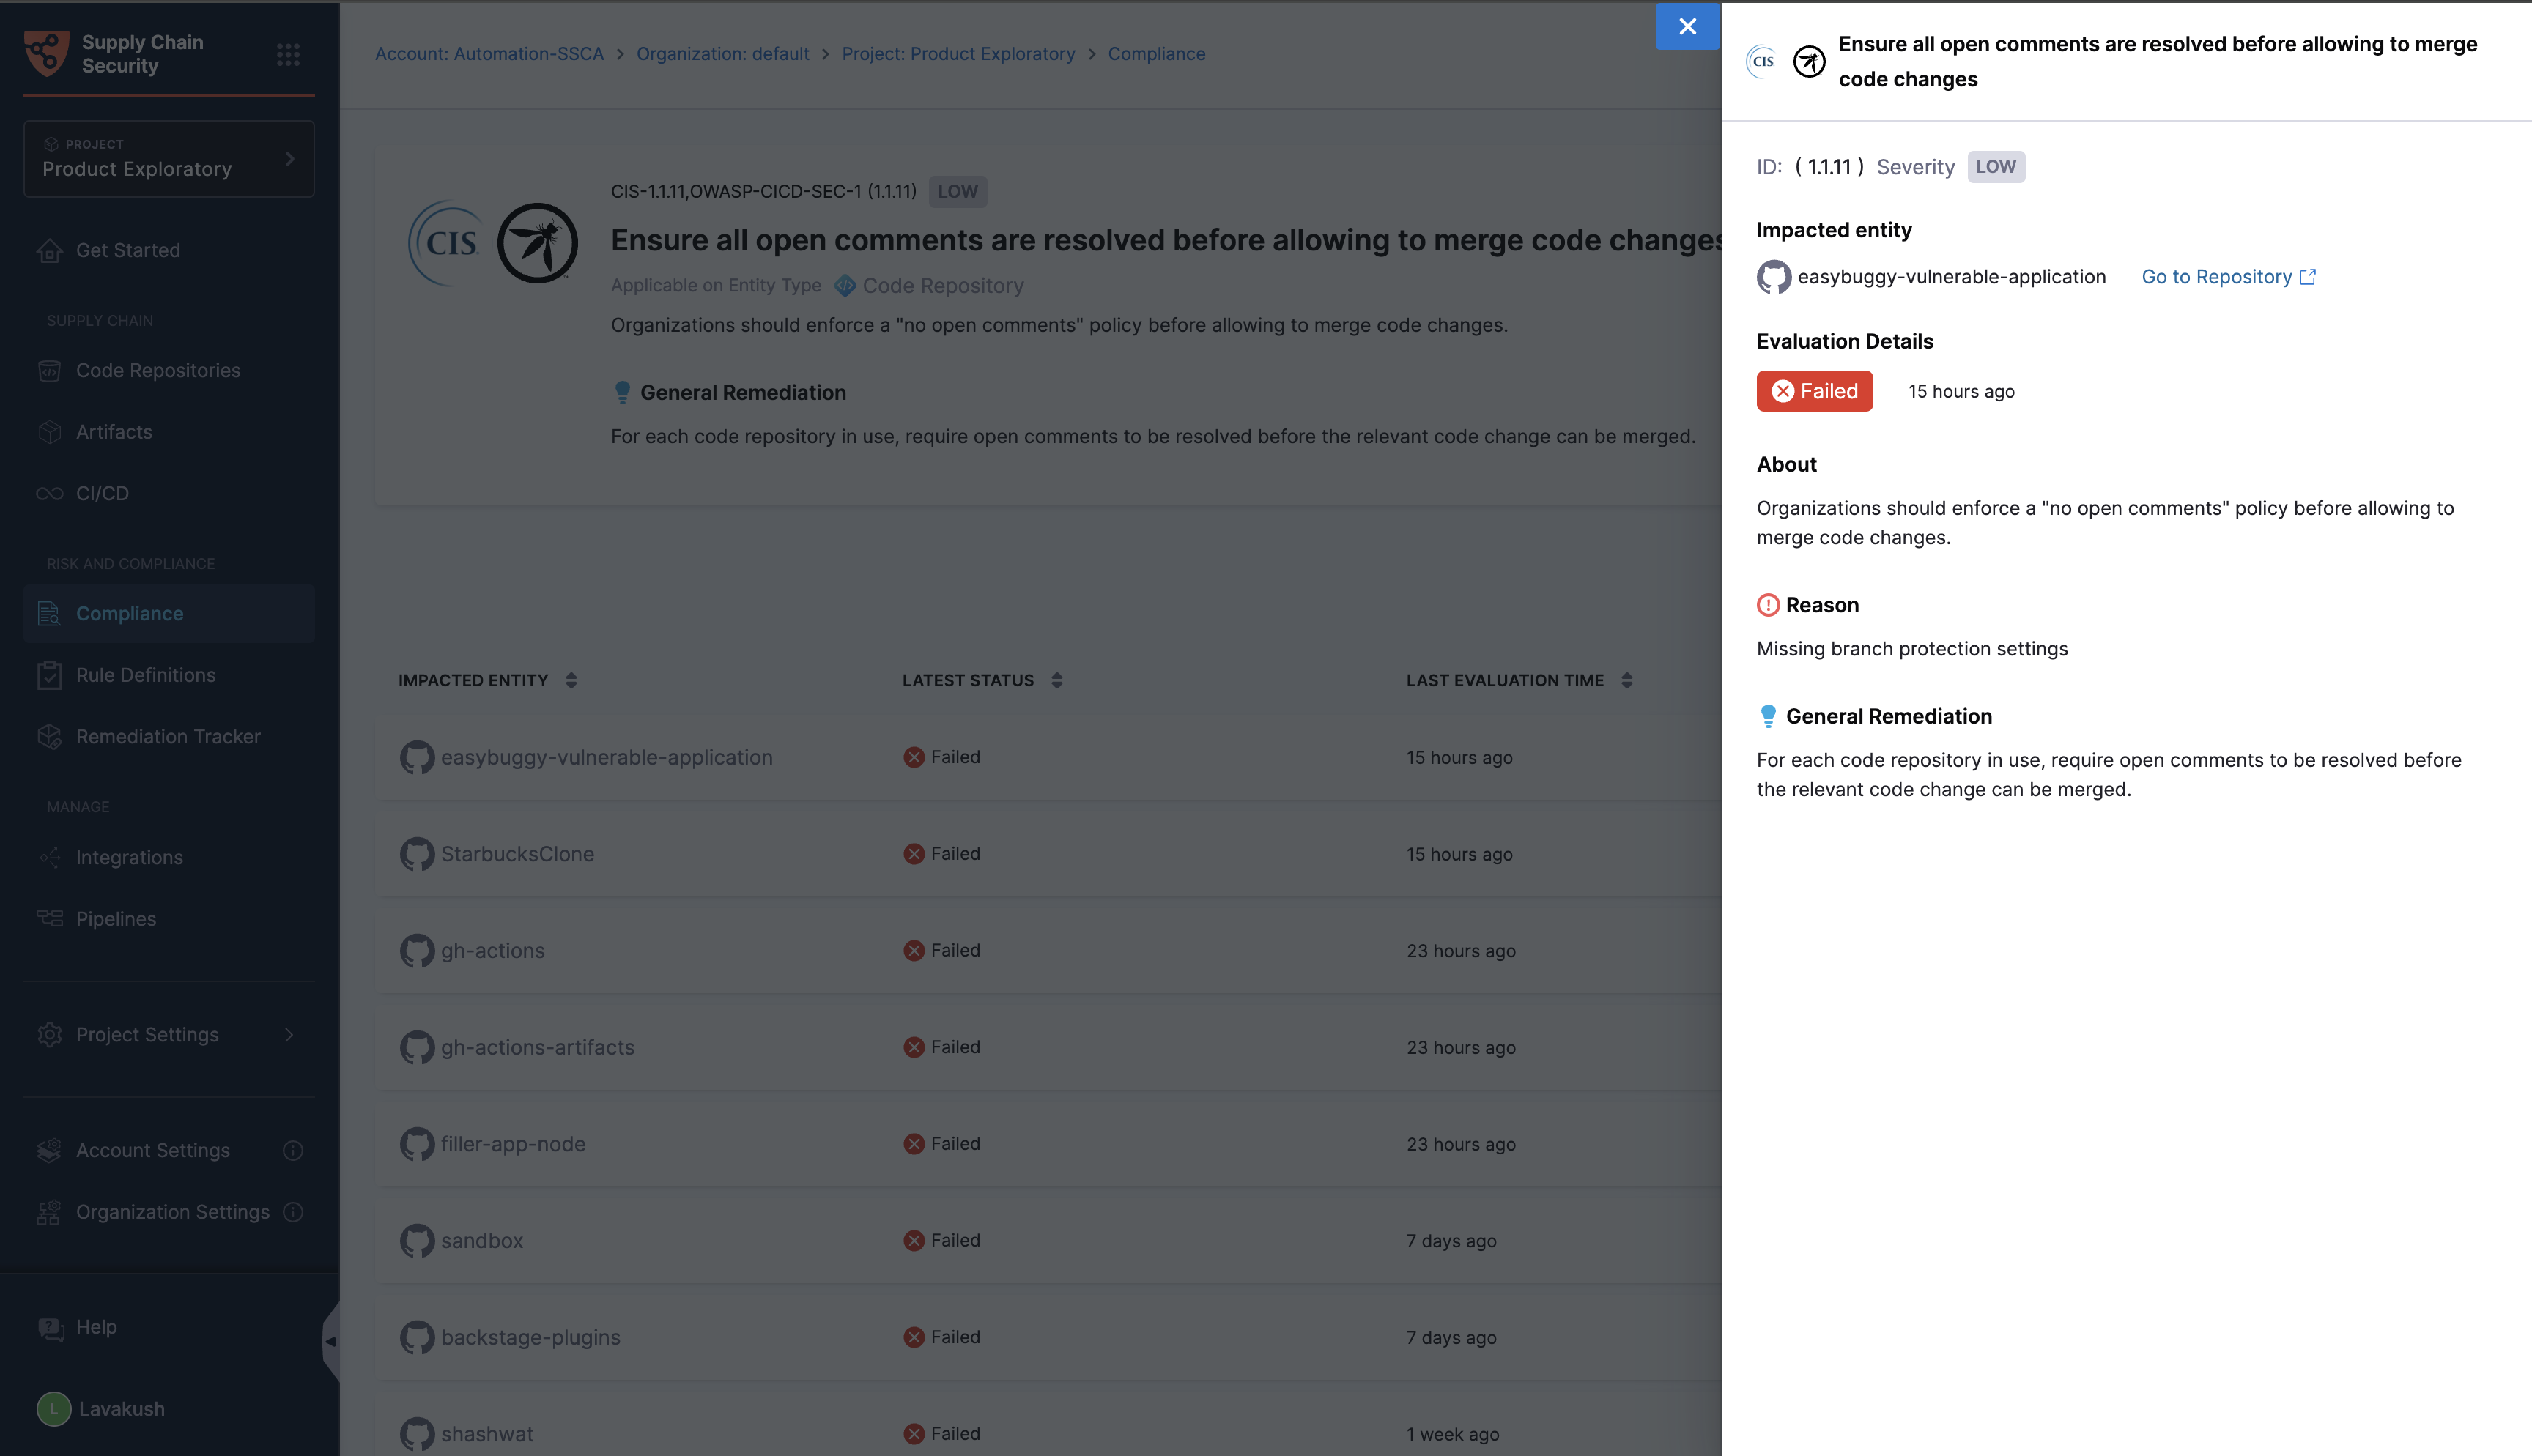 Supply Chain
Security
PROJECT
Product Exploratory
Get Started
SUPPLY CHAIN
Code Repositories
Artifacts
CI/CD
RISK AND COMPLIANCE
Compliance
Rule Definitions
Remediation Tracker
MANAGE
Integrations
Pipelines
Project Settings
Account Settings
Organization Settings
Help
L Lavakush
Account: Automation-SSCA > Organization: default > Project: Product Exploratory > Compliance
CIS
CIS-1.1.11,OWASP-CICD-SEC-1 (1.1.11) LOW
Ensure all open comments are resolved before allowing to merge code changes
Applicable on Entity Type Code Repository
Organizations should enforce a "no open comments" policy before allowing to merge code changes.
General Remediation
For each code repository in use, require open comments to be resolved before the relevant code change can be merged.
IMPACTED ENTITY LATEST STATUS LAST EVALUATION TIME
easybuggy-vulnerable-application Failed 15 hours ago
StarbucksClone Failed 15 hours ago
gh-actions Failed 23 hours ago
gh-actions-artifacts Failed 23 hours ago
filler-app-node Failed 23 hours ago
sandbox Failed 7 days ago
backstage-plugins Failed 7 days ago
shashwat Failed 1 week ago
CIS
Ensure all open comments are resolved before allowing to merge
code changes
ID: ( 1.1.11 ) Severity LOW
Impacted entity
easybuggy-vulnerable-application Go to Repository
Evaluation Details
Failed 15 hours ago
About
Organizations should enforce a "no open comments" policy before allowing to
merge code changes.
Reason
Missing branch protection settings
General Remediation
For each code repository in use, require open comments to be resolved before
the relevant code change can be merged.